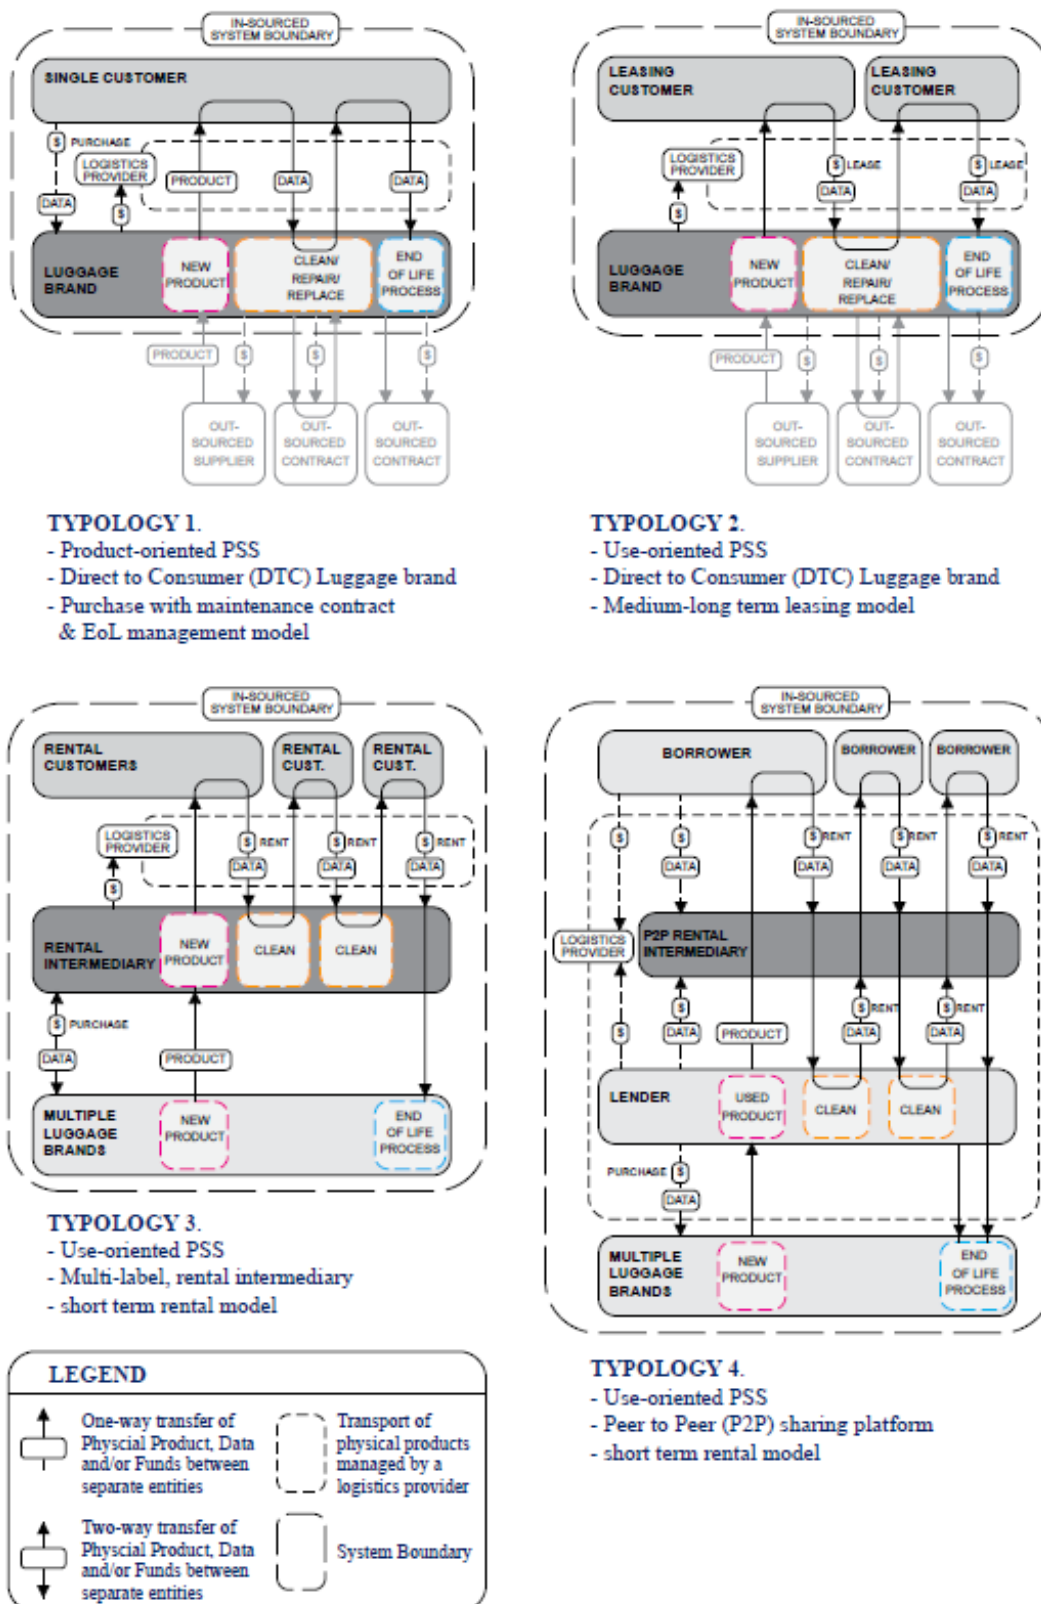 IN-SOURCED
SYSTEM BOUNDARY
SINGLE CUSTOMER
$ PURCHASE
LOGISTICS
PROVIDER
PRODUCT
DATA
DATA
DATA
$
LUGGAGE
BRAND
NEW
PRODUCT
CLEAN/
REPAIR/
REPLACE
END
OF LIFE
PROCESS
PRODUCT
$
$
$
OUT-
SOURCED
SUPPLIER
OUT-
SOURCED
CONTRACT
OUT-
SOURCED
CONTRACT
TYPOLOGY 1.
- Product-oriented PSS
- Direct to Consumer (DTC) Luggage brand
- Purchase with maintenance contract
& EoL management model
IN-SOURCED
SYSTEM BOUNDARY
LEASING
CUSTOMER
LEASING
CUSTOMER
LOGISTICS
PROVIDER
$ LEASE
$ LEASE
DATA
DATA
$
LUGGAGE
BRAND
NEW
PRODUCT
CLEAN/
REPAIR/
REPLACE
END
OF LIFE
PROCESS
PRODUCT
$
$
$
OUT-
SOURCED
SUPPLIER
OUT-
SOURCED
CONTRACT
OUT-
SOURCED
CONTRACT
TYPOLOGY 2.
- Use-oriented PSS
- Direct to Consumer (DTC) Luggage brand
- Medium-long term leasing model
IN-SOURCED
SYSTEM BOUNDARY
RENTAL
CUSTOMERS
RENTAL
CUST.
RENTAL
CUST.
LOGISTICS
PROVIDER
$ RENT
$ RENT
$ RENT
DATA
DATA
DATA
$
RENTAL
INTERMEDIARY
NEW
PRODUCT
CLEAN
CLEAN
$ PURCHASE
DATA
PRODUCT
MULTIPLE
LUGGAGE
BRANDS
NEW
PRODUCT
END
OF LIFE
PROCESS
TYPOLOGY 3.
- Use-oriented PSS
- Multi-label, rental intermediary
- short term rental model
IN-SOURCED
SYSTEM BOUNDARY
BORROWER
BORROWER
BORROWER
$
$
$ RENT
$ RENT
$ RENT
DATA
DATA
DATA
DATA
LOGISTICS
PROVIDER
P2P RENTAL
INTERMEDIARY
$
$
DATA
PRODUCT
$ RENT
$ RENT
DATA
DATA
LENDER
USED
PRODUCT
CLEAN
CLEAN
PURCHASE $
DATA
MULTIPLE
LUGGAGE
BRANDS
NEW
PRODUCT
END
OF LIFE
PROCESS
TYPOLOGY 4.
- Use-oriented PSS
- Peer to Peer (P2P) sharing platform
- short term rental model
LEGEND
One-way transfer of
Physcial Product, Data
and/or Funds between
separate entities
Transport of
physical products
managed by a
logistics provider
Two-way transfer of
Physcial Product, Data
and/or Funds between
separate entities
System Boundary